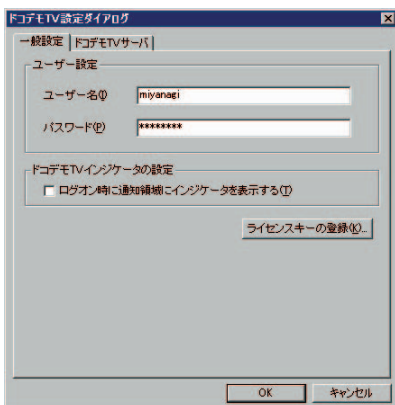 ドコデモTV設定ダイアログ
一般設定 ドコデモTVサーバ
ユーザー設定
ユーザー名(I) miyanagi
パスワード(P) ********
ドコデモTVインジケータの設定
ログオン時に通知領域にインジケータを表示する(T)
ライセンスキーの登録(K)...
OK キャンセル